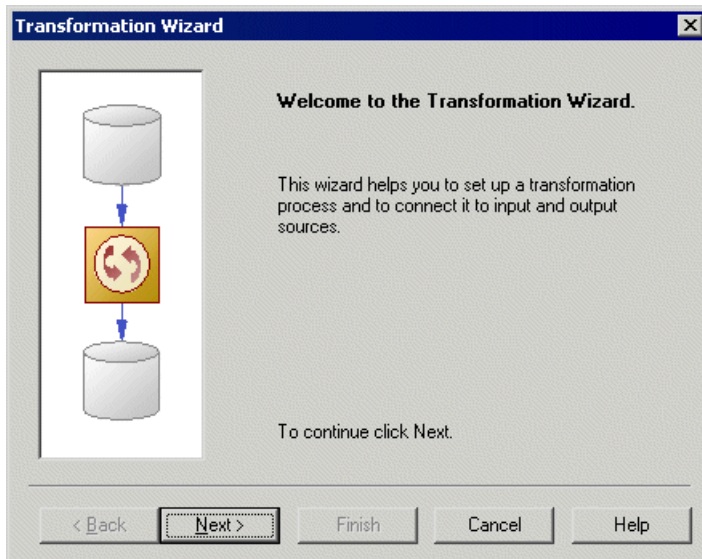 Transformation Wizard
Welcome to the Transformation Wizard.
This wizard helps you to set up a transformation
process and to connect it to input and output
sources.
To continue click Next.
< Back
Next >
Finish
Cancel
Help